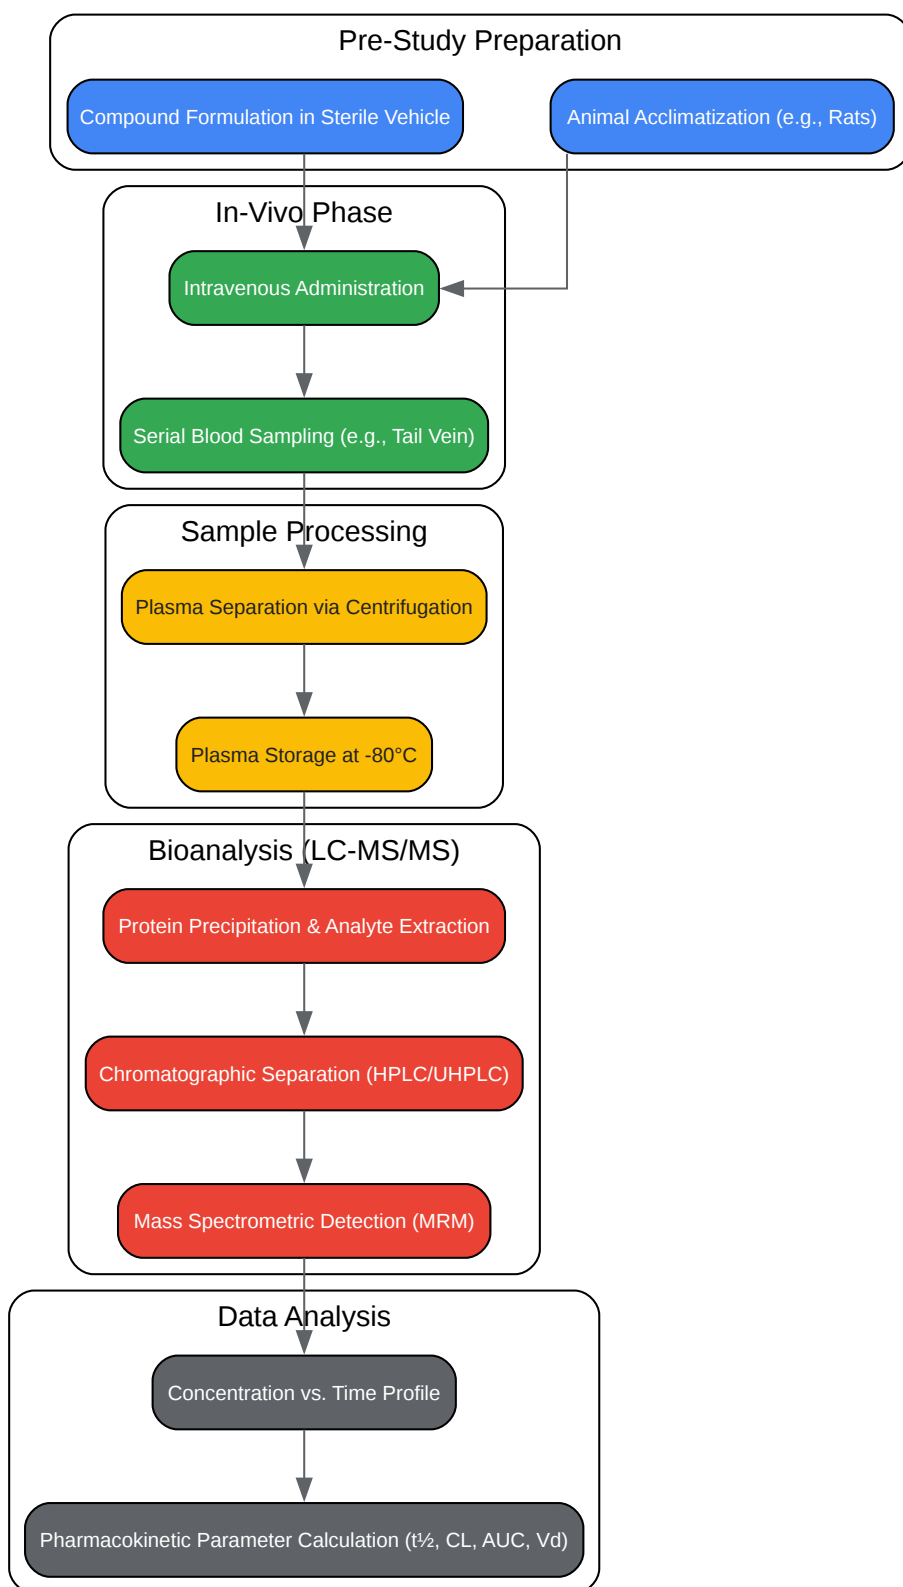 Pre-Study Preparation
Compound Formulation in Sterile Vehicle
Animal Acclimatization (e.g., Rats)
In-Vivo Phase
Intravenous Administration
Serial Blood Sampling (e.g., Tail Vein)
Sample Processing
Plasma Separation via Centrifugation
Plasma Storage at -80°C
Bioanalysis (LC-MS/MS)
Protein Precipitation & Analyte Extraction
Chromatographic Separation (HPLC/UHPLC)
Mass Spectrometric Detection (MRM)
Data Analysis
Concentration vs. Time Profile
Pharmacokinetic Parameter Calculation (t½, CL, AUC, Vd)